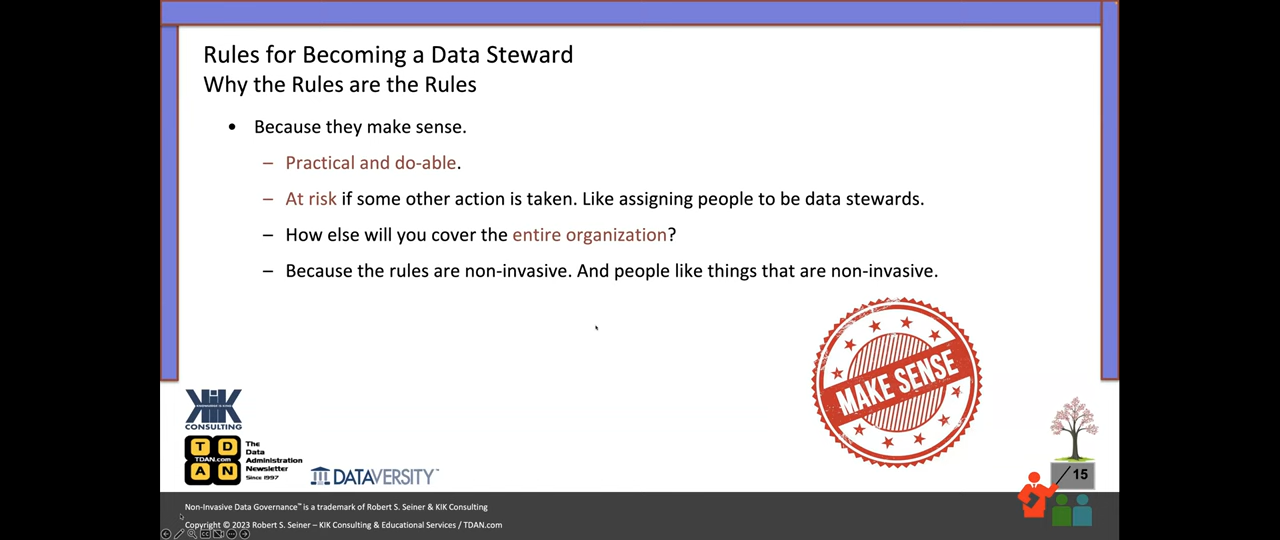 Rules for Becoming a Data Steward
Why the Rules are the Rules
• Because they make sense.
– Practical and do-able.
– At risk if some other action is taken. Like assigning people to be data stewards.
– How else will you cover the entire organization?
– Because the rules are non-invasive. And people like things that are non-invasive.
MAKE SENSE
KIK
CONSULTING
T D
TDAN.com
A N
The
Data
Administration
Newsletter
Since 1997
DATAVERSITY™
15
Non-Invasive Data Governance™ is a trademark of Robert S. Seiner & KIK Consulting
Copyright © 2023 Robert S. Seiner – KIK Consulting & Educational Services / TDAN.com